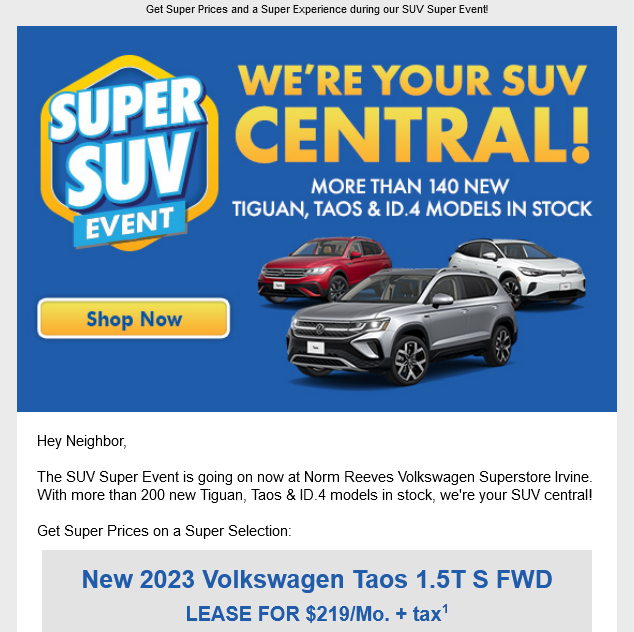 Get Super Prices and a Super Experience during our SUV Super Event!
SUPER
SUV
EVENT
WE'RE YOUR SUV
CENTRAL!
MORE THAN 140 NEW
TIGUAN, TAOS & ID.4 MODELS IN STOCK
Shop Now
Hey Neighbor,
The SUV Super Event is going on now at Norm Reeves Volkswagen Superstore Irvine.
With more than 200 new Tiguan, Taos & ID.4 models in stock, we're your SUV central!
Get Super Prices on a Super Selection:
New 2023 Volkswagen Taos 1.5T S FWD
LEASE FOR $219/Mo. + tax¹